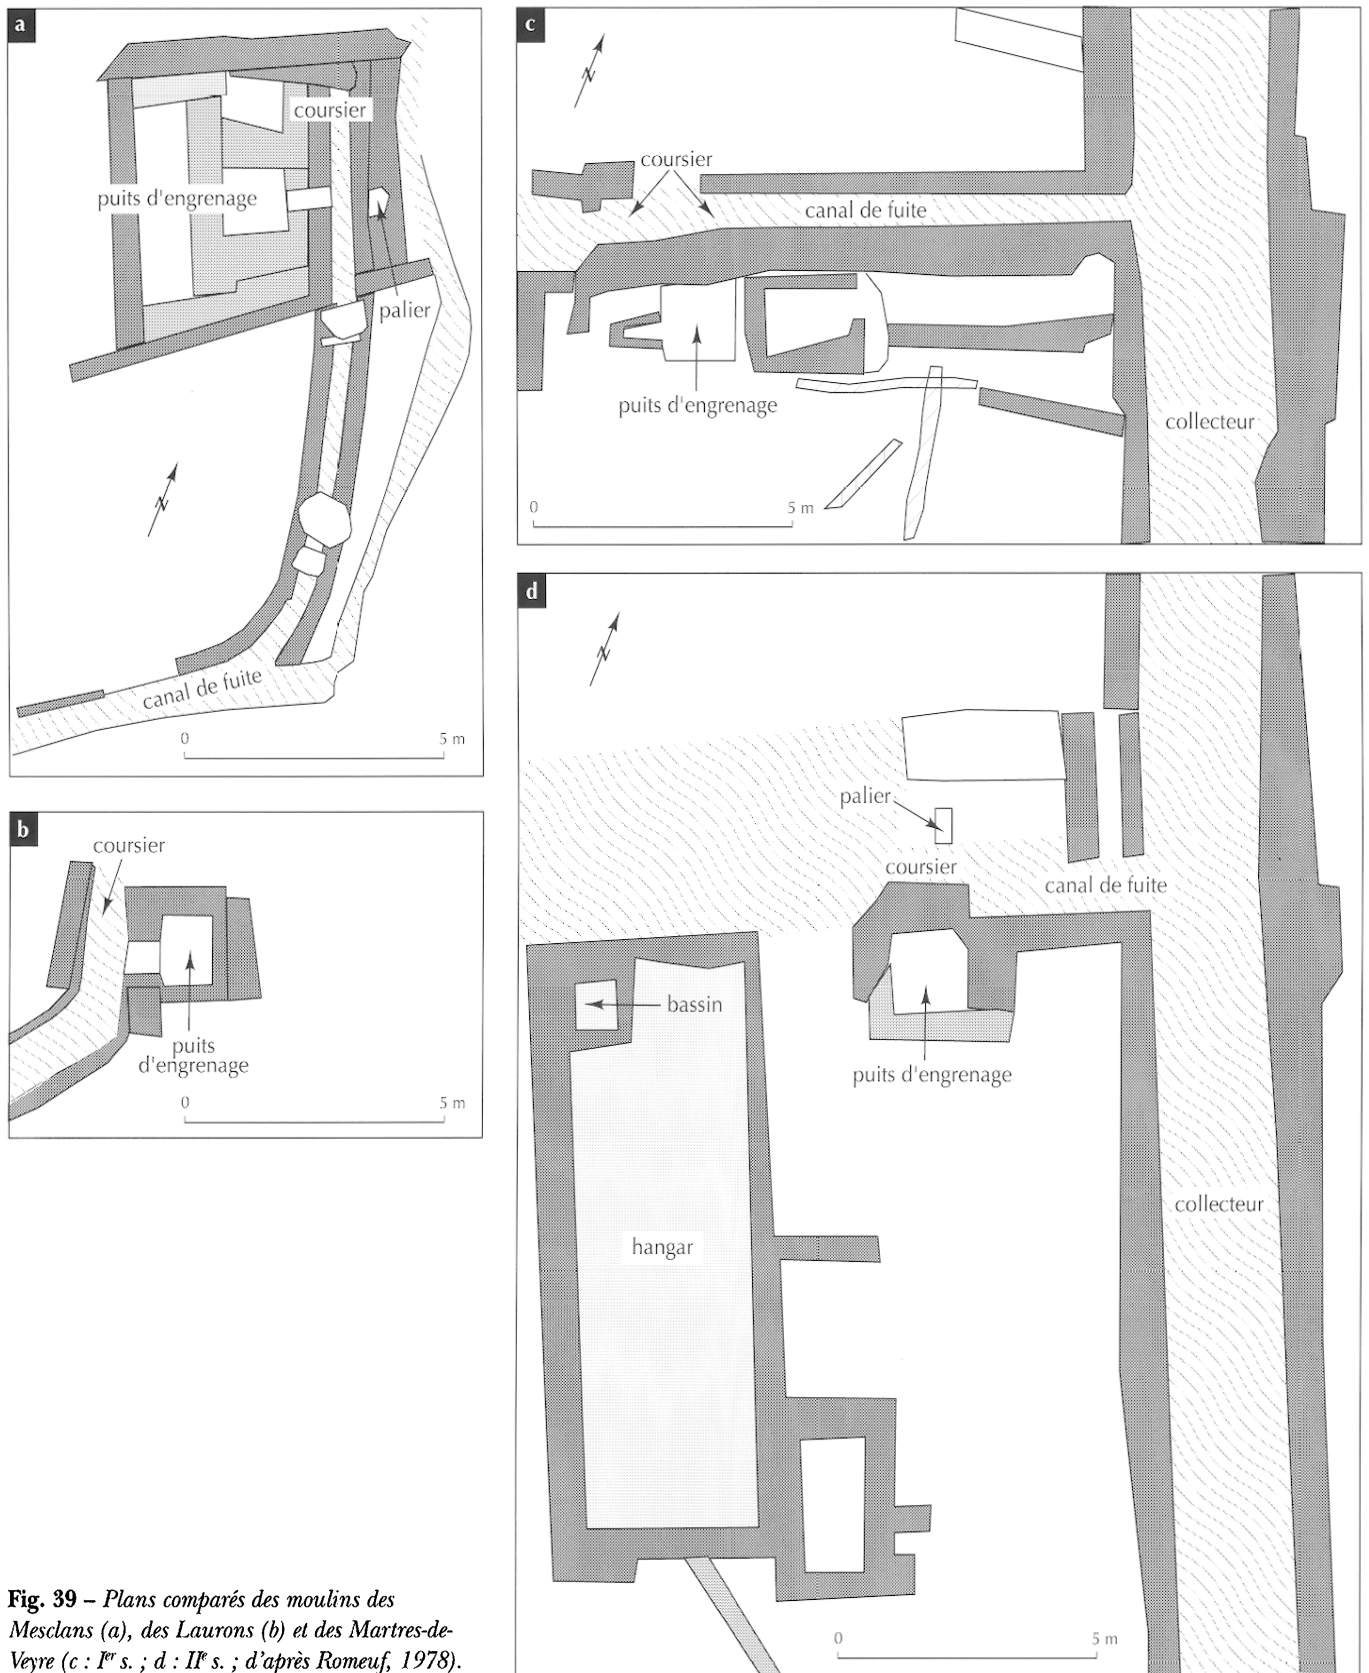 a
coursier
puits d'engrenage
palier
N
canal de fuite
0 5 m
b
coursier
puits
d'engrenage
0 5 m
c
N
coursier
canal de fuite
puits d'engrenage
collecteur
0 5 m
d
N
palier
coursier
canal de fuite
bassin
puits d'engrenage
collecteur
hangar
0 5 m
Fig. 39 – Plans comparés des moulins des
Mesclans (a), des Laurons (b) et des Martres-de-
Veyre (c : Ier s. ; d : IIe s. ; d'après Romeuf, 1978).